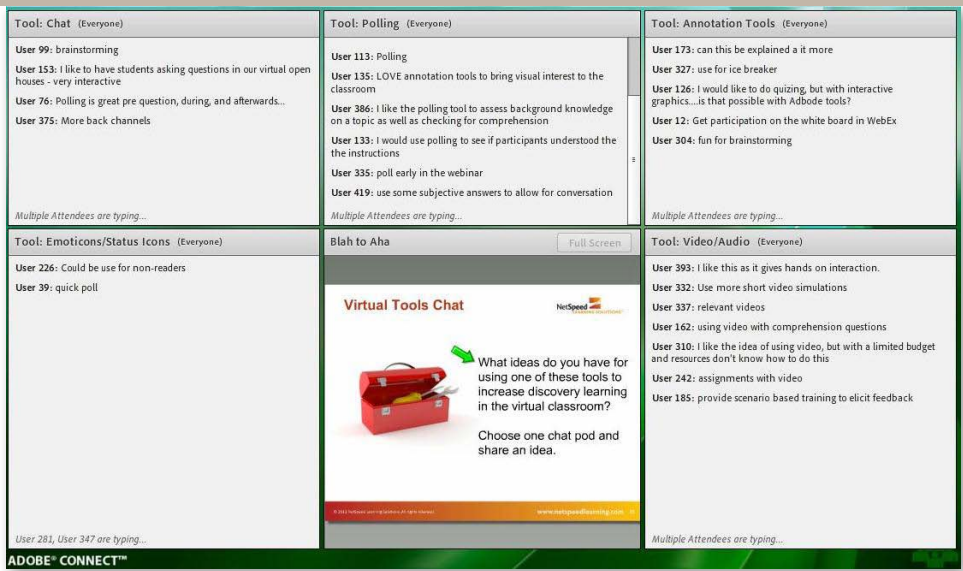 Tool: Chat (Everyone)
User 99: brainstorming
User 153: I like to have students asking questions in our virtual open
houses - very interactive
User 76: Polling is great pre question, during, and afterwards...
User 375: More back channels
Multiple Attendees are typing...
Tool: Polling (Everyone)
User 113: Polling
User 135: LOVE annotation tools to bring visual interest to the
classroom
User 386: I like the polling tool to assess background knowledge
on a topic as well as checking for comprehension
User 133: I would use polling to see if participants understood the
the instructions
User 335: poll early in the webinar
User 419: use some subjective answers to allow for conversation
Multiple Attendees are typing...
Tool: Annotation Tools (Everyone)
User 173: can this be explained a it more
User 327: use for ice breaker
User 126: I would like to do quizing, but with interactive
graphics....is that possible with Adbode tools?
User 12: Get participation on the white board in WebEx
User 304: fun for brainstorming
Multiple Attendees are typing...
Tool: Emoticons/Status Icons (Everyone)
User 226: Could be use for non-readers
User 39: quick poll
User 281, User 347 are typing...
Blah to Aha
Full Screen
Virtual Tools Chat
NetSpeed
What ideas do you have for
using one of these tools to
increase discovery learning
in the virtual classroom?
Choose one chat pod and
share an idea.
www.netspeedlearning.com
Tool: Video/Audio (Everyone)
User 393: I like this as it gives hands on interaction.
User 332: Use more short video simulations
User 337: relevant videos
User 162: using video with comprehension questions
User 310: I like the idea of using video, but with a limited budget
and resources don't know how to do this
User 242: assignments with video
User 185: provide scenario based training to elicit feedback
Multiple Attendees are typing...
ADOBE® CONNECT™